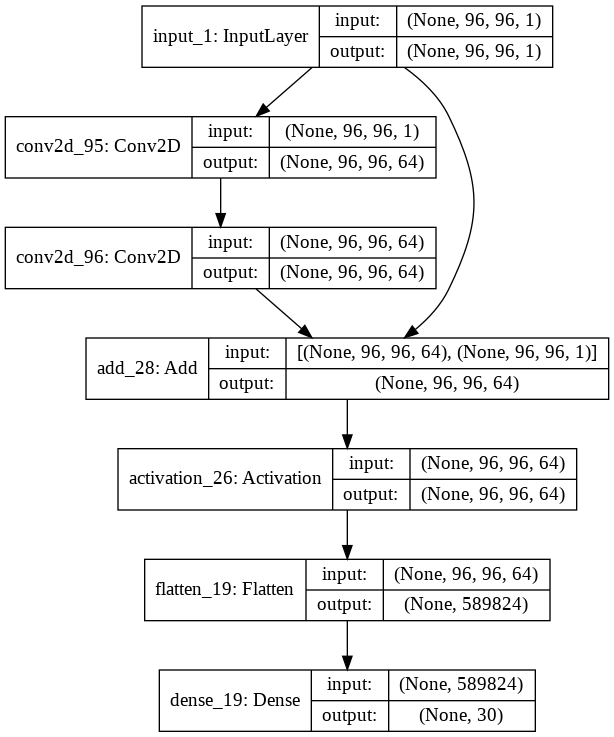 input_1: InputLayer
input: (None, 96, 96, 1)
output: (None, 96, 96, 1)
conv2d_95: Conv2D
input: (None, 96, 96, 1)
output: (None, 96, 96, 64)
conv2d_96: Conv2D
input: (None, 96, 96, 64)
output: (None, 96, 96, 64)
add_28: Add
input: [(None, 96, 96, 64), (None, 96, 96, 1)]
output: (None, 96, 96, 64)
activation_26: Activation
input: (None, 96, 96, 64)
output: (None, 96, 96, 64)
flatten_19: Flatten
input: (None, 96, 96, 64)
output: (None, 589824)
dense_19: Dense
input: (None, 589824)
output: (None, 30)